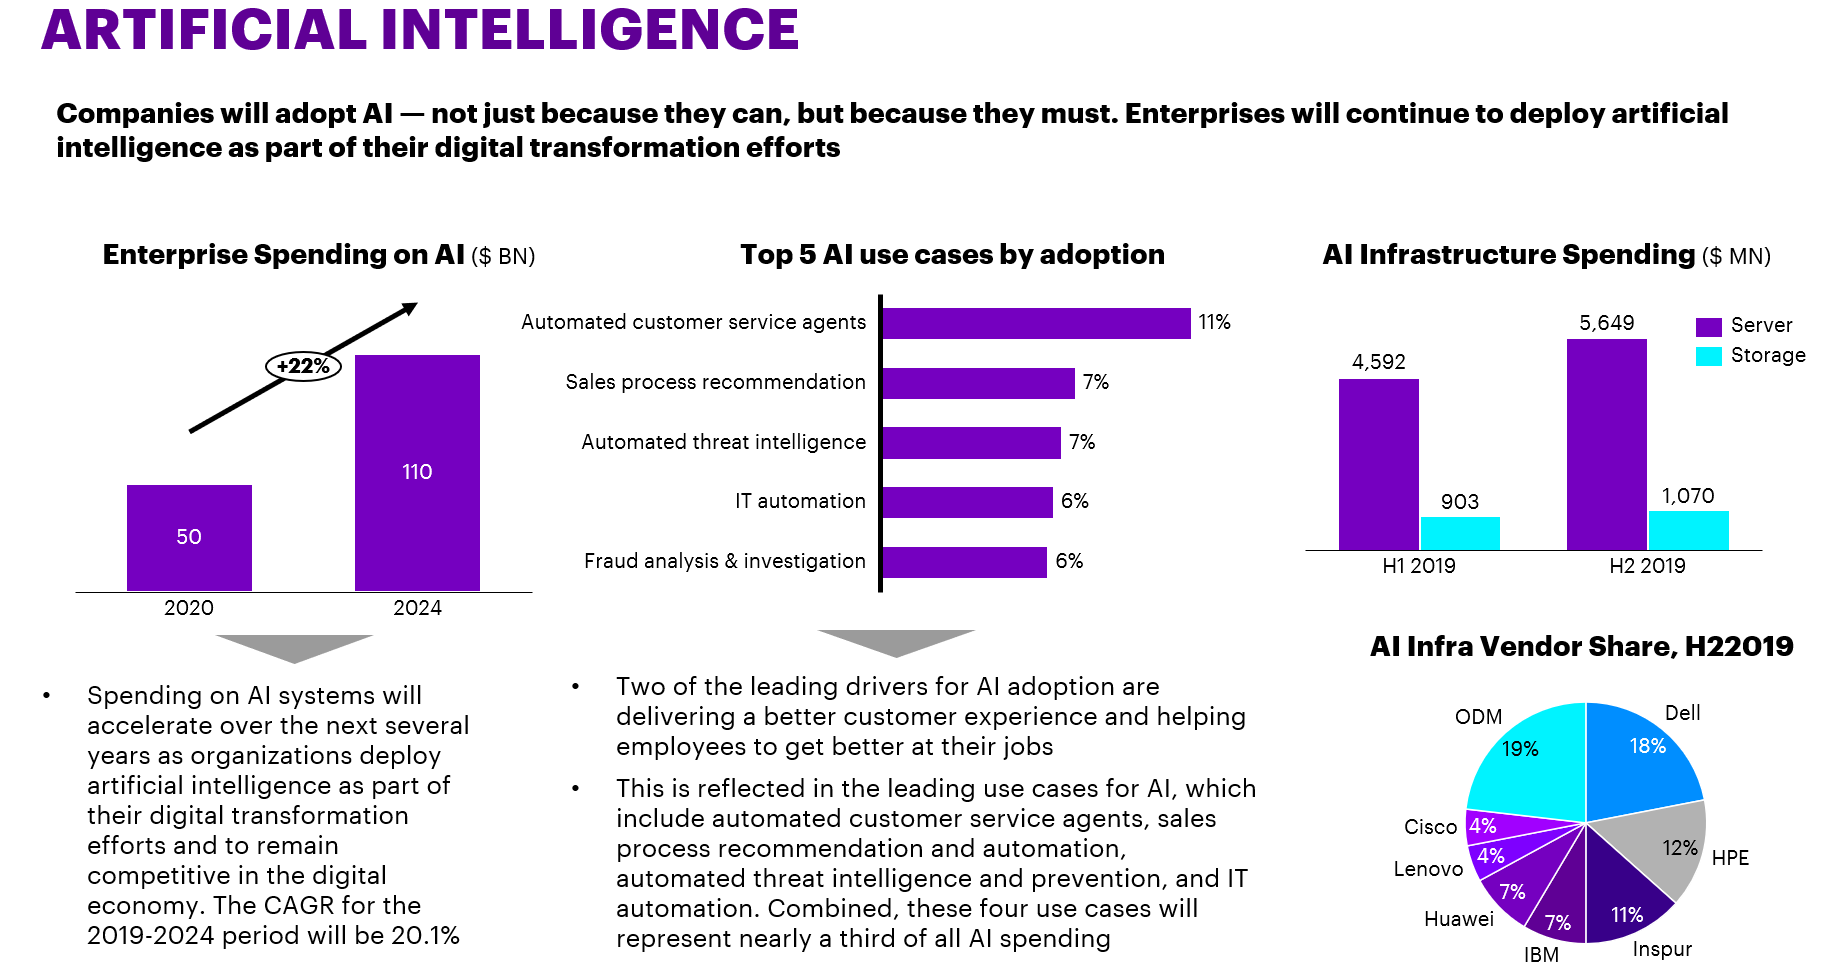 ARTIFICIAL INTELLIGENCE
Companies will adopt AI — not just because they can, but because they must. Enterprises will continue to deploy artificial
intelligence as part of their digital transformation efforts
Enterprise Spending on AI ($ BN)
+22%
50
110
2020
2024
• Spending on AI systems will
accelerate over the next several
years as organizations deploy
artificial intelligence as part of
their digital transformation
efforts and to remain
competitive in the digital
economy. The CAGR for the
2019-2024 period will be 20.1%
Top 5 AI use cases by adoption
Automated customer service agents 11%
Sales process recommendation 7%
Automated threat intelligence 7%
IT automation 6%
Fraud analysis & investigation 6%
• Two of the leading drivers for AI adoption are
delivering a better customer experience and helping
employees to get better at their jobs
• This is reflected in the leading use cases for AI, which
include automated customer service agents, sales
process recommendation and automation,
automated threat intelligence and prevention, and IT
automation. Combined, these four use cases will
represent nearly a third of all AI spending
AI Infrastructure Spending ($ MN)
Server
Storage
4,592
903
5,649
1,070
H1 2019
H2 2019
AI Infra Vendor Share, H22019
Dell
18%
HPE
12%
Inspur
11%
IBM
7%
Huawei
7%
Lenovo
4%
Cisco
4%
ODM
19%